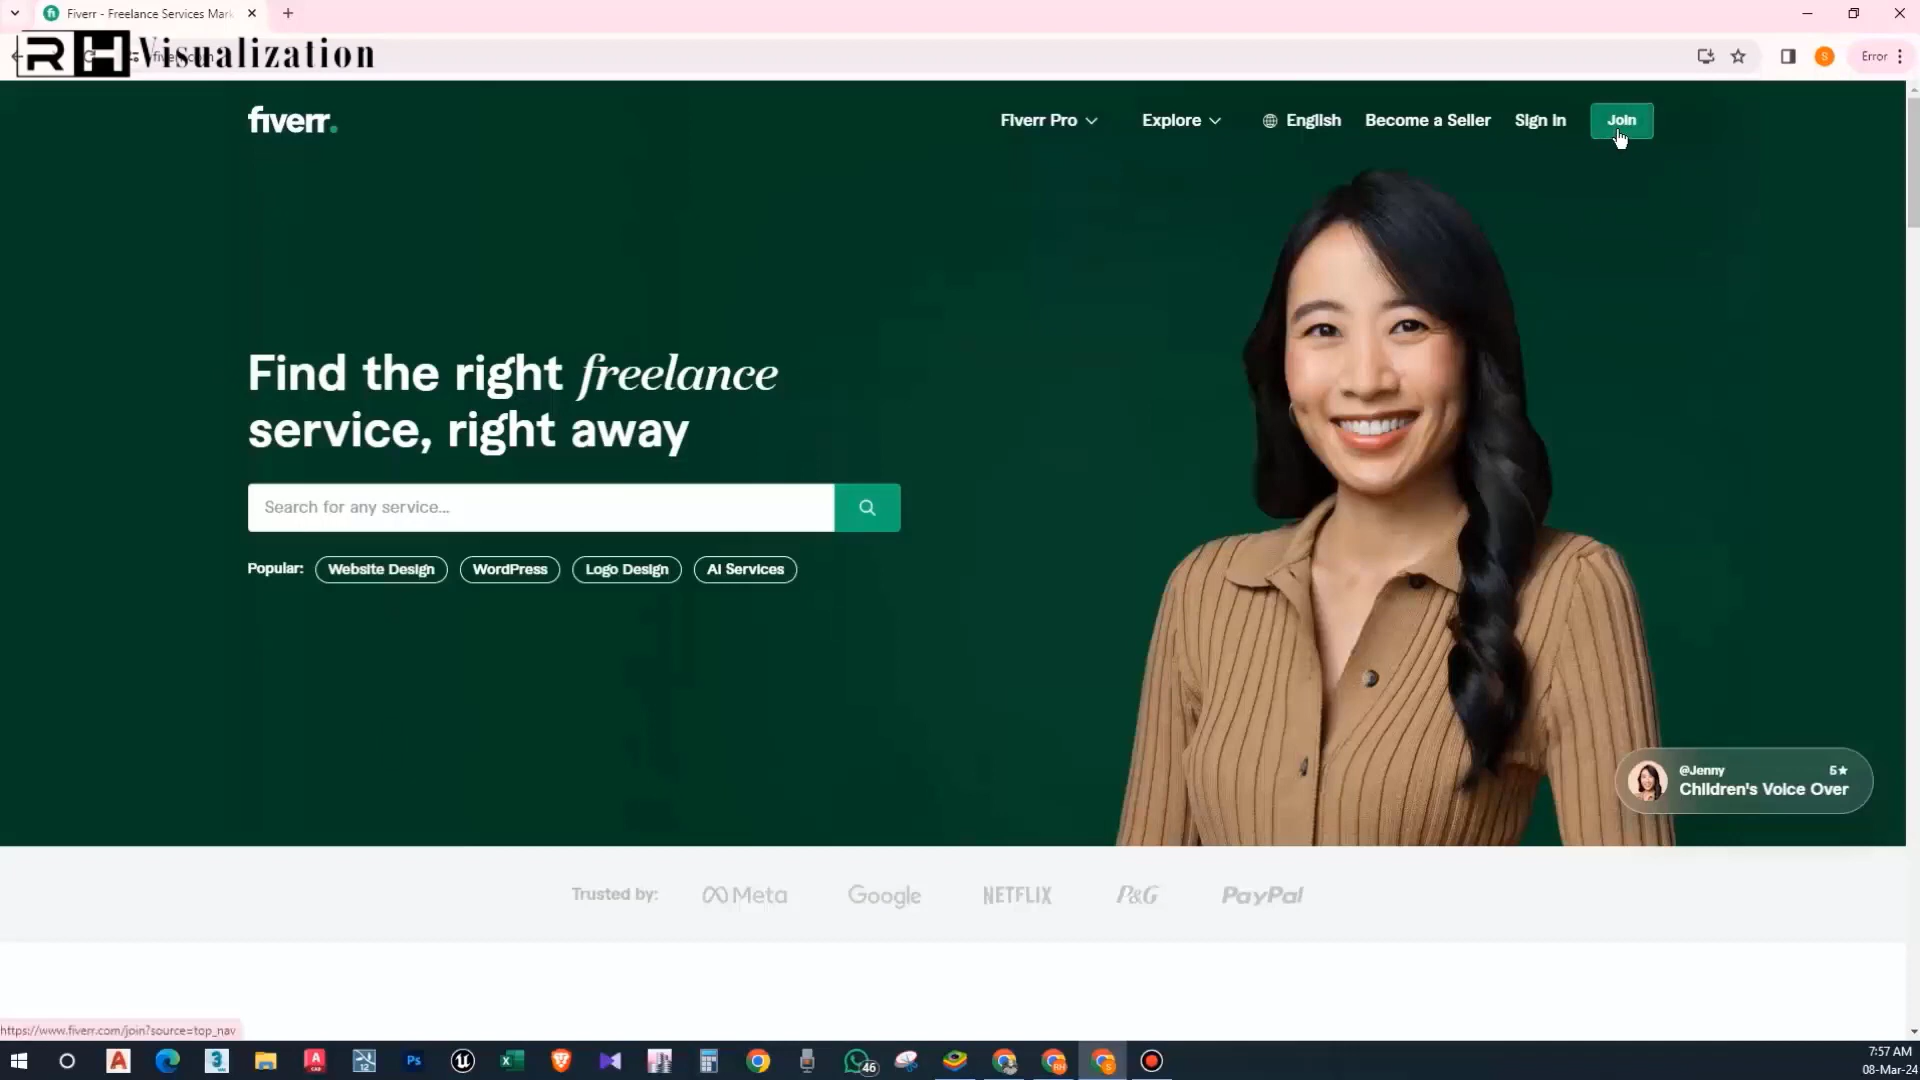 Fiverr - Freelance Services Mark
RH Visualization
Error
fiverr.
Fiverr Pro
Explore
English
Become a Seller
Sign In
Join
Find the right freelance
service, right away
Search for any service...
Popular:
Website Design
WordPress
Logo Design
AI Services
@Jenny
5★
Children's Voice Over
Trusted by:
Meta
Google
NETFLIX
P&G
PayPal
https://www.fiverr.com/join?source=top_nav
46
7:57 AM
08-Mar-24